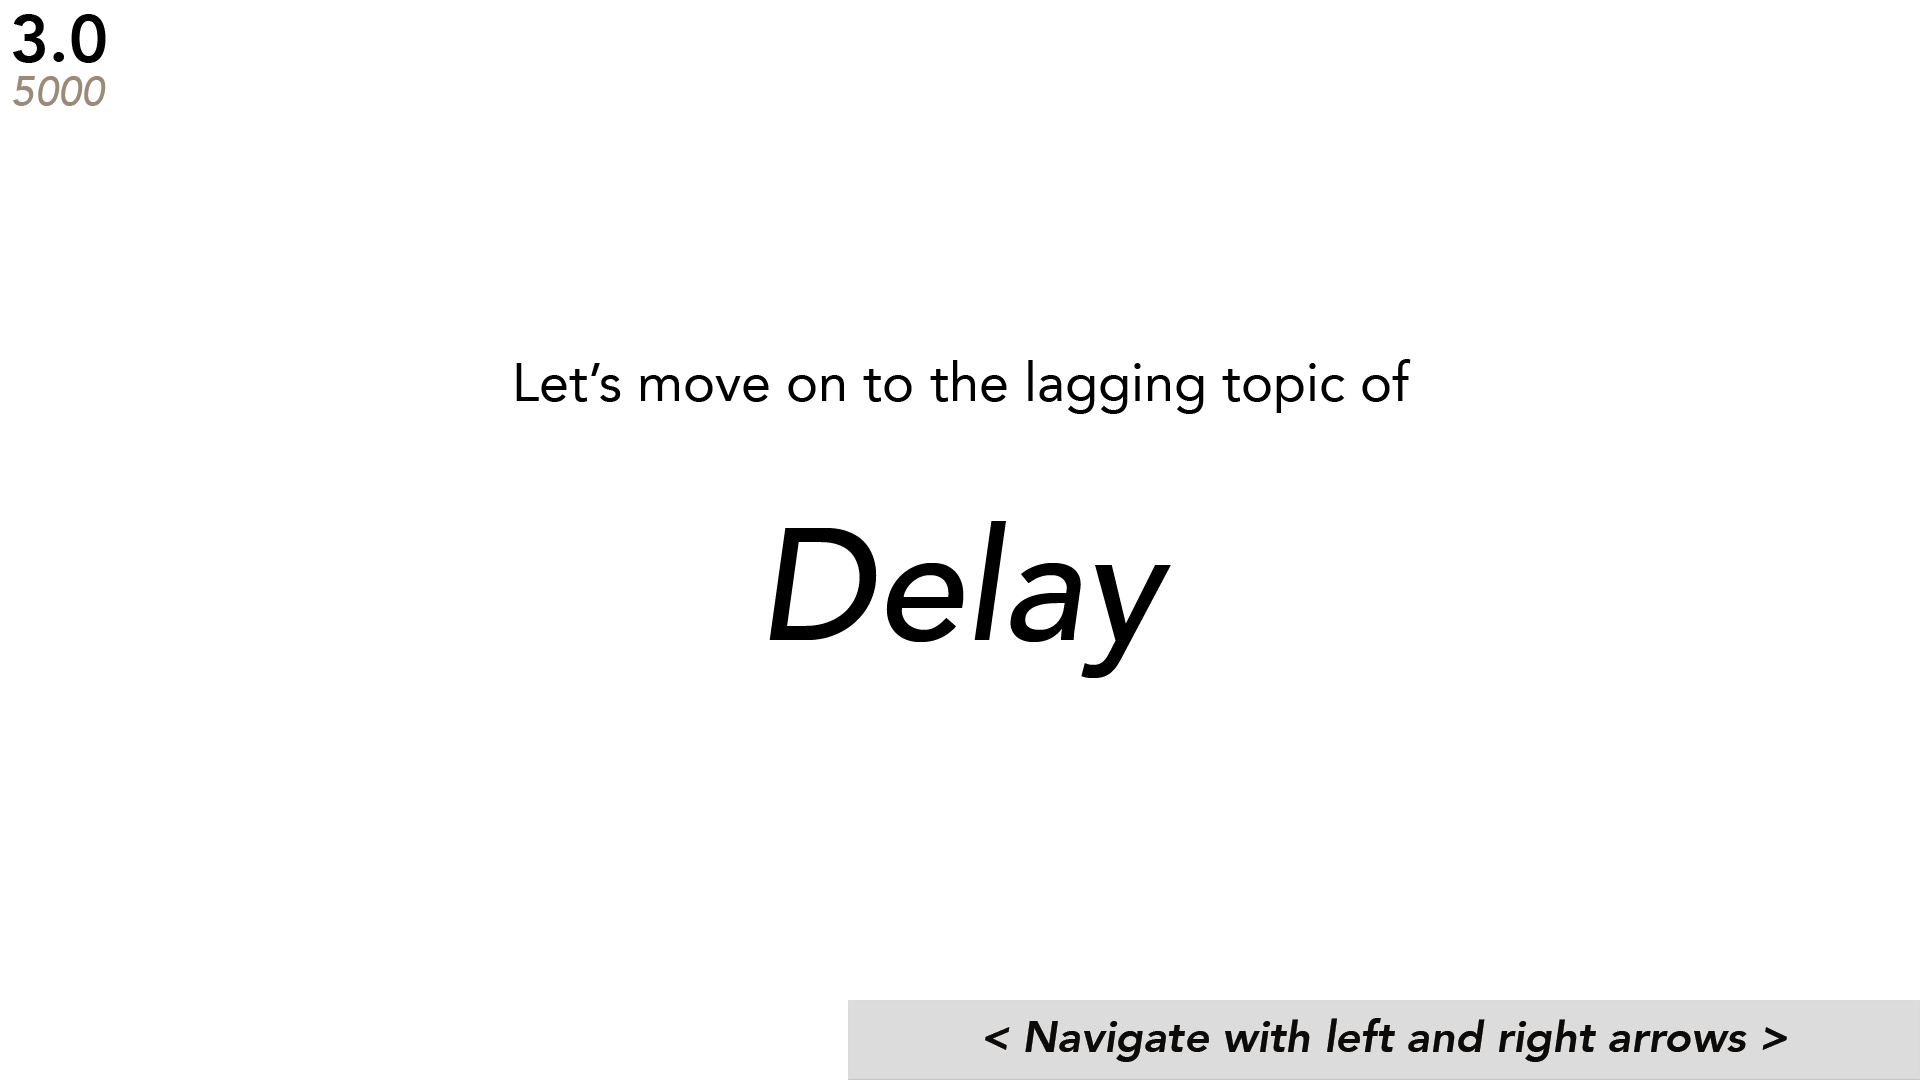 3.0
5000
Let’s move on to the lagging topic of
Delay
< Navigate with left and right arrows >